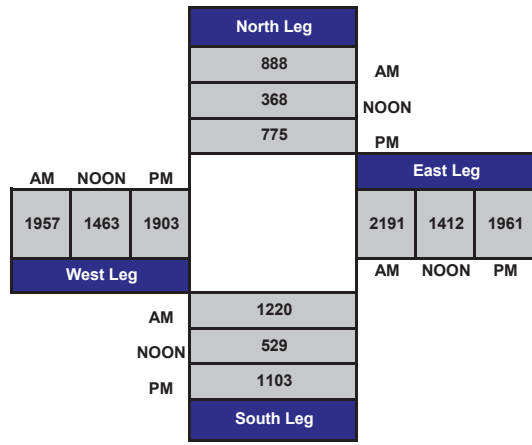 North Leg
888 AM
368 NOON
775 PM
AM NOON PM
East Leg
1957 1463 1903
2191 1412 1961
West Leg
AM NOON PM
AM 1220
NOON 529
PM 1103
South Leg